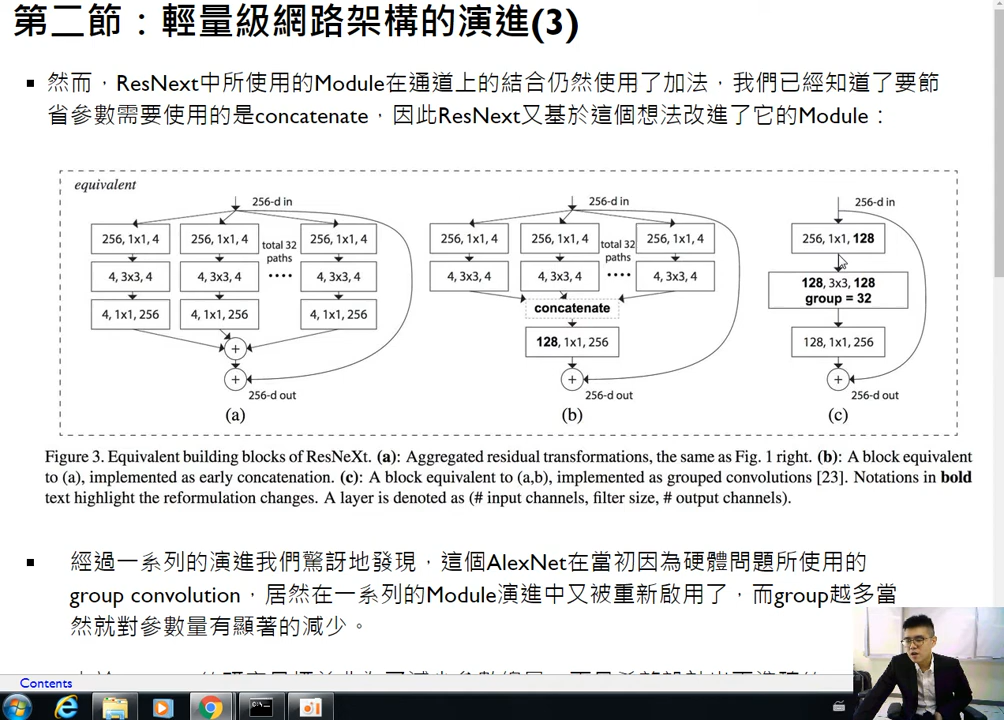 第二節：輕量級網路架構的演進(3)
然而，ResNext中所使用的Module在通道上的結合仍然使用了加法，我們已經知道了要節
省參數需要使用的是concatenate，因此ResNext又基於這個想法改進了它的Module：
equivalent
256-d in
256, 1x1, 4
256, 1x1, 4
256, 1x1, 4
total 32
paths
4, 3x3, 4
4, 3x3, 4
4, 3x3, 4
4, 1x1, 256
4, 1x1, 256
4, 1x1, 256
256-d out
(a)
256-d in
256, 1x1, 4
256, 1x1, 4
256, 1x1, 4
total 32
paths
4, 3x3, 4
4, 3x3, 4
4, 3x3, 4
concatenate
128, 1x1, 256
256-d out
(b)
256-d in
256, 1x1, 128
128, 3x3, 128
group = 32
128, 1x1, 256
256-d out
(c)
Figure 3. Equivalent building blocks of ResNeXt. (a): Aggregated residual transformations, the same as Fig. 1 right. (b): A block equivalent
to (a), implemented as early concatenation. (c): A block equivalent to (a,b), implemented as grouped convolutions [23]. Notations in bold
text highlight the reformulation changes. A layer is denoted as (# input channels, filter size, # output channels).
經過一系列的演進我們驚訝地發現，這個AlexNet在當初因為硬體問題所使用的
group convolution，居然在一系列的Module演進中又被重新啟用了，而group越多當
然就對參數量有顯著的減少。
Contents